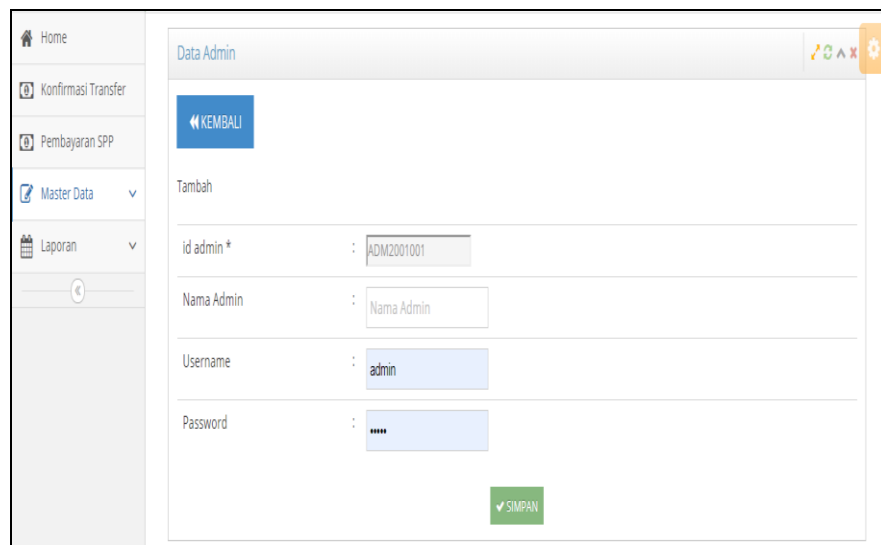 Home
Konfirmasi Transfer
Pembayaran SPP
Master Data
Laporan
Data Admin
KEMBALI
Tambah
id admin * : ADM2001001
Nama Admin : Nama Admin
Username : admin
Password : •••••
SIMPAN